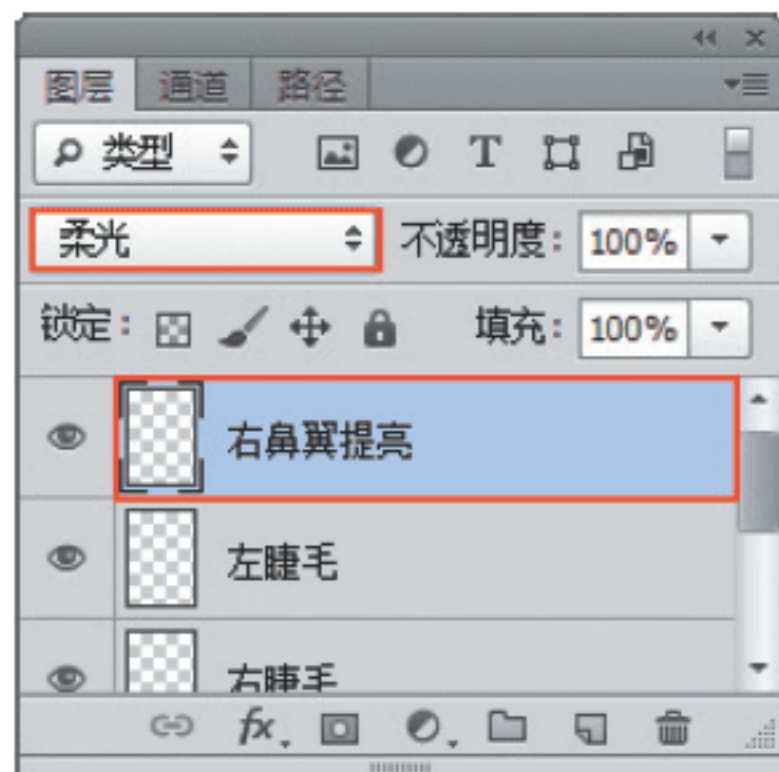 图层 通道 路径
类型 T
柔光 不透明度: 100%
锁定: 填充: 100%
右鼻翼提亮
左睫毛
右睫毛
fx.